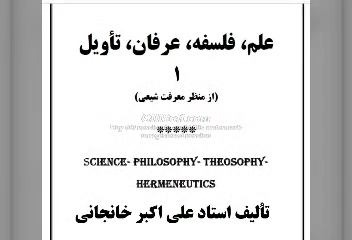 علم، فلسفه، عرفان، تأویل
۱
(از منظر معرفت شیعی)
*****
SCIENCE- PHILOSOPHY- THEOSOPHY-
HERMENEUTICS
تألیف استاد علی اکبر خانجانی